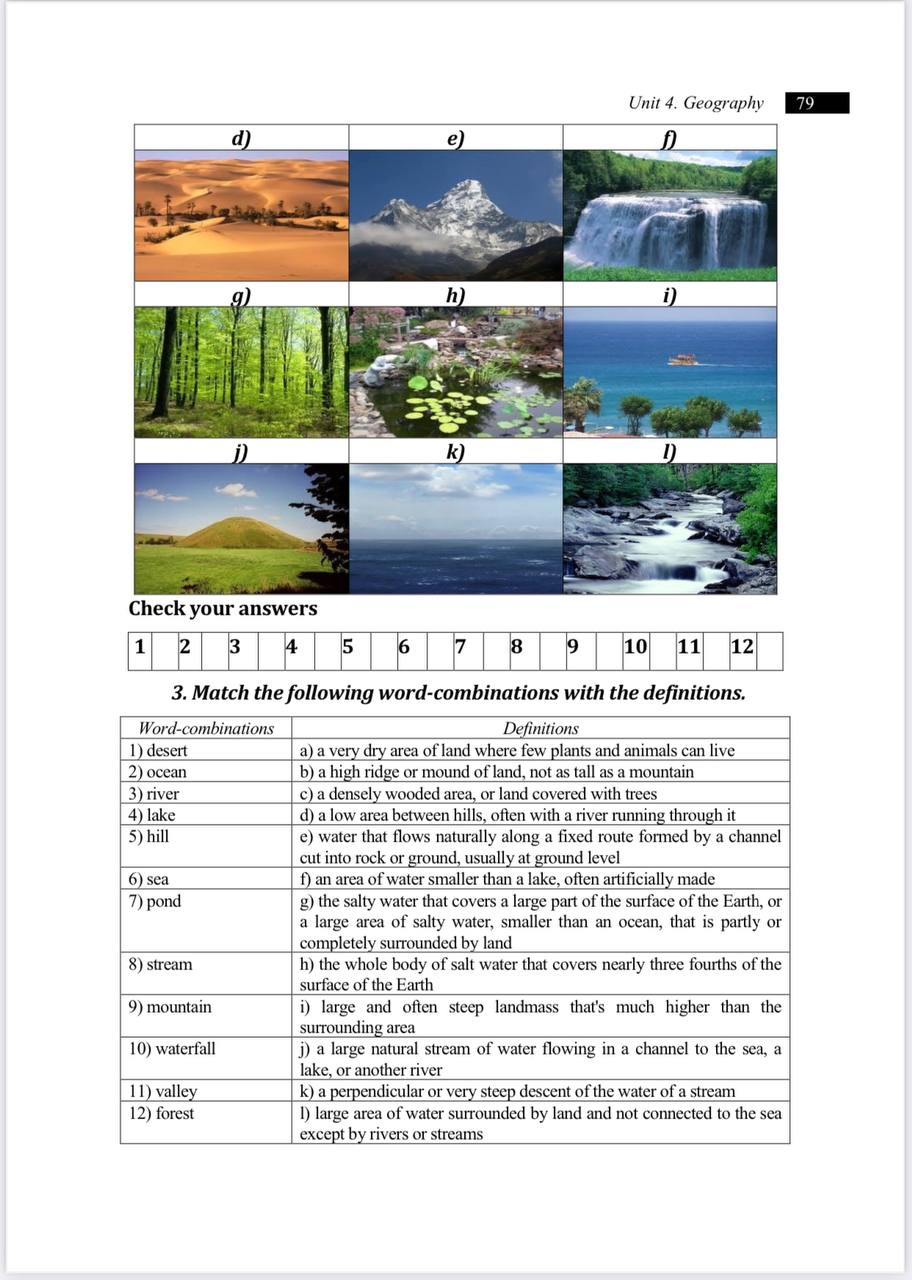 Unit 4. Geography 79
d) e) f)
g) h) i)
j) k) l)
Check your answers
1 2 3 4 5 6 7 8 9 10 11 12
3. Match the following word-combinations with the definitions.
Word-combinations Definitions
1) desert a) a very dry area of land where few plants and animals can live
2) ocean b) a high ridge or mound of land, not as tall as a mountain
3) river c) a densely wooded area, or land covered with trees
4) lake d) a low area between hills, often with a river running through it
5) hill e) water that flows naturally along a fixed route formed by a channel
cut into rock or ground, usually at ground level
6) sea f) an area of water smaller than a lake, often artificially made
7) pond g) the salty water that covers a large part of the surface of the Earth, or
a large area of salty water, smaller than an ocean, that is partly or
completely surrounded by land
8) stream h) the whole body of salt water that covers nearly three fourths of the
surface of the Earth
9) mountain i) large and often steep landmass that's much higher than the
surrounding area
10) waterfall j) a large natural stream of water flowing in a channel to the sea, a
lake, or another river
11) valley k) a perpendicular or very steep descent of the water of a stream
12) forest l) large area of water surrounded by land and not connected to the sea
except by rivers or streams